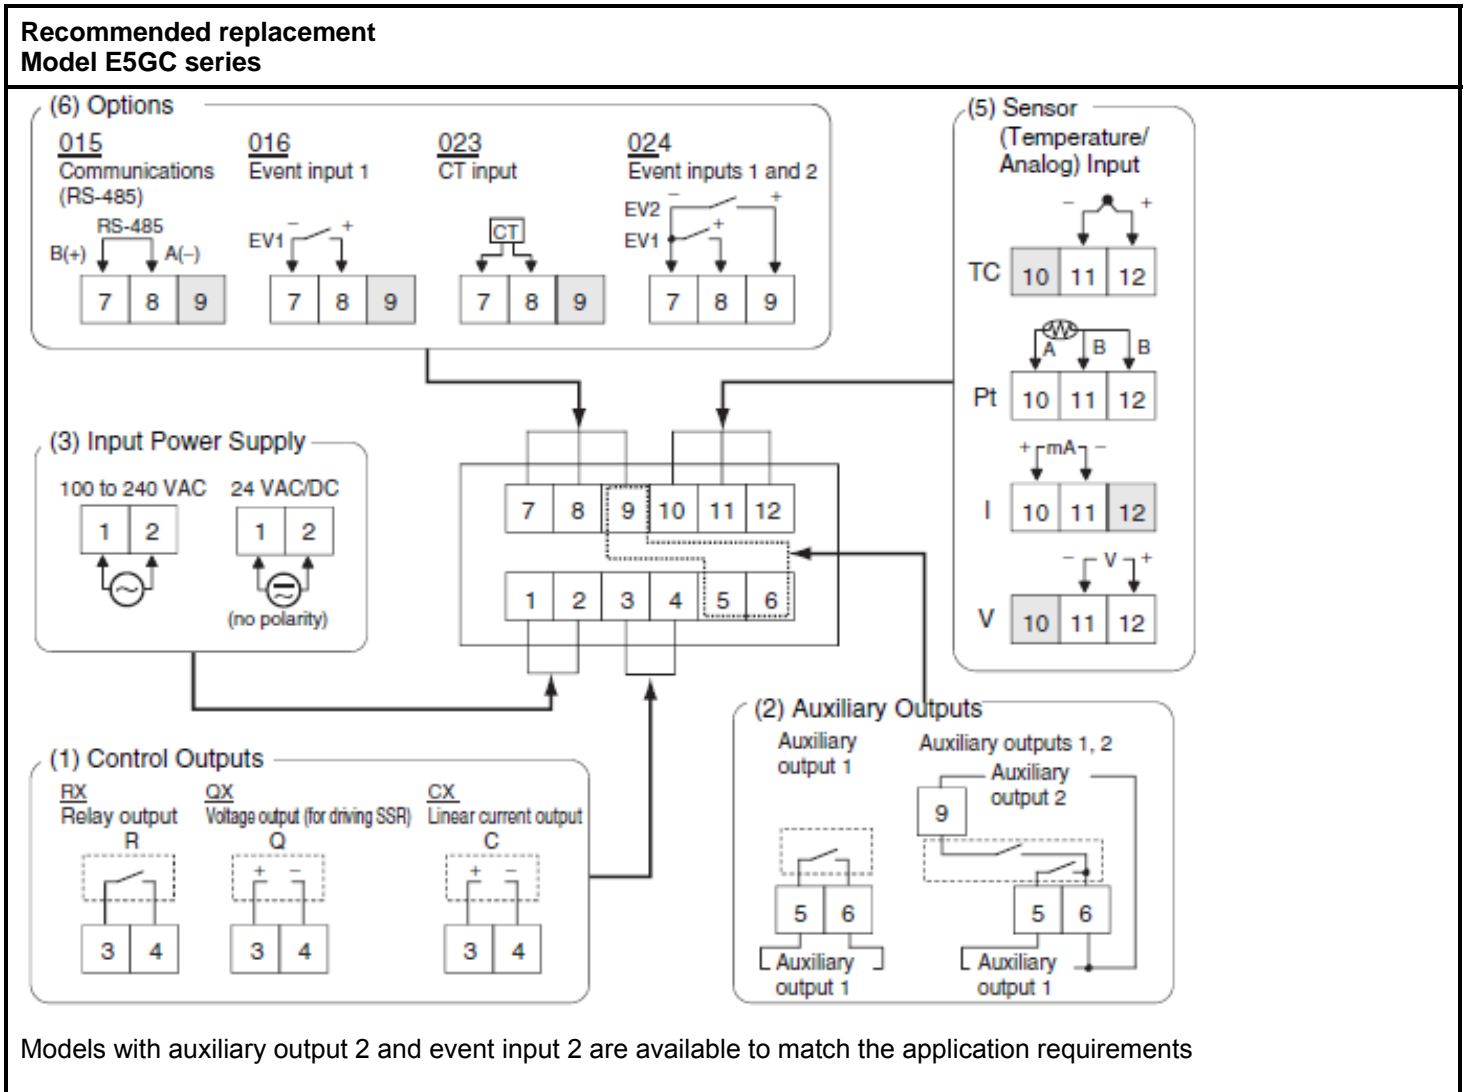 Recommended replacement
Model E5GC series
(6) Options
015
Communications
(RS-485)
RS-485
B(+) A(−)
7 8 9
016
Event input 1
− +
EV1
7 8 9
023
CT input
CT
7 8 9
024
Event inputs 1 and 2
− +
EV2
+
EV1
7 8 9
(5) Sensor
(Temperature/
Analog) Input
− +
TC 10 11 12
A B B
Pt 10 11 12
+ mA −
I 10 11 12
− V +
V 10 11 12
(3) Input Power Supply
100 to 240 VAC
1 2
24 VAC/DC
1 2
(no polarity)
7 8 9 10 11 12
1 2 3 4 5 6
(1) Control Outputs
RX
Relay output
R
3 4
QX
Voltage output (for driving SSR)
Q
+ −
3 4
CX
Linear current output
C
+ −
3 4
(2) Auxiliary Outputs
Auxiliary
output 1
5 6
Auxiliary
output 1
Auxiliary outputs 1, 2
Auxiliary
output 2
9
5 6
Auxiliary
output 1
Models with auxiliary output 2 and event input 2 are available to match the application requirements